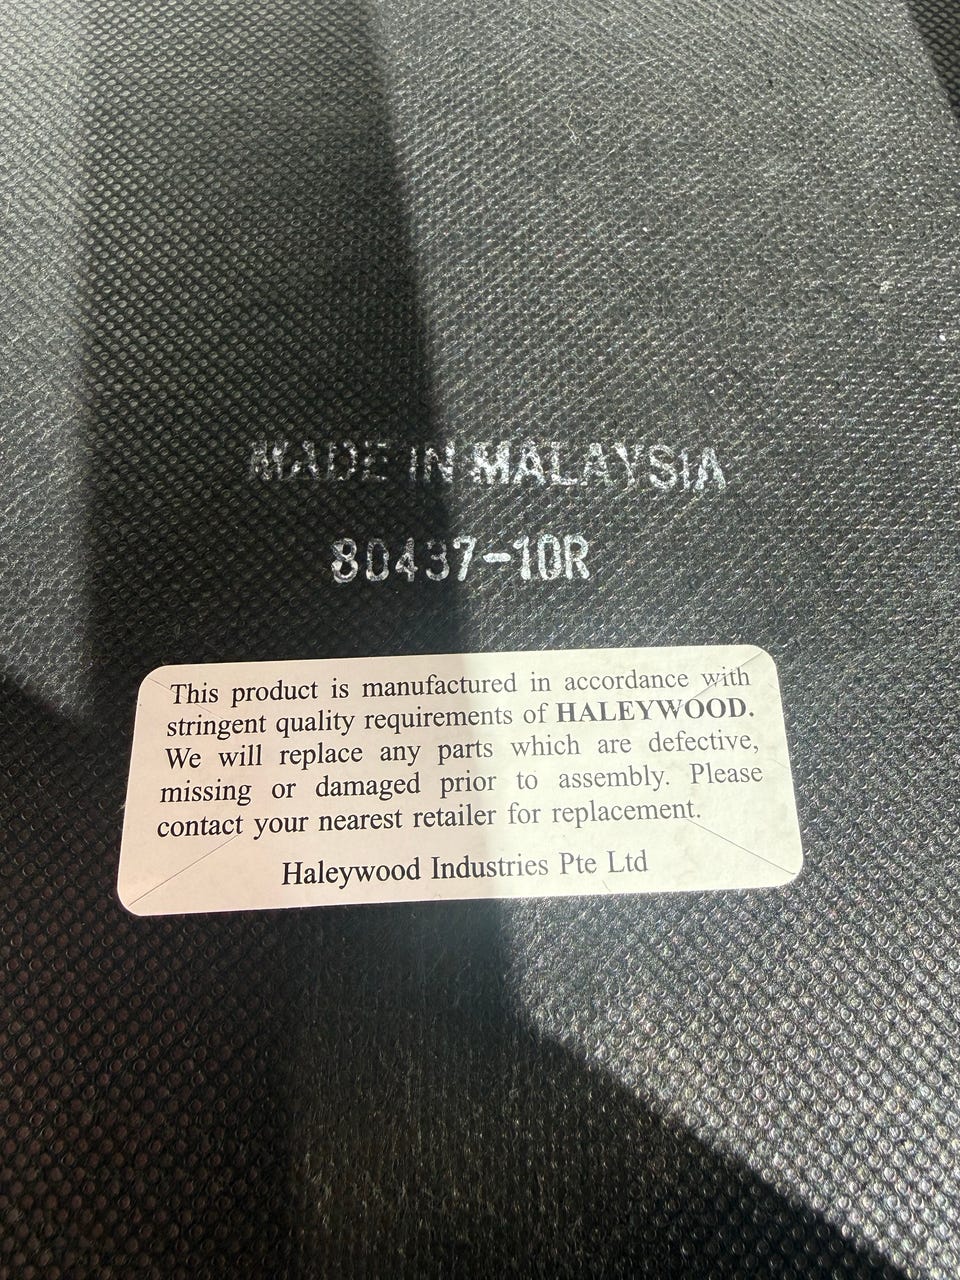 MADE IN MALAYSIA
80437-10R
This product is manufactured in accordance with
stringent quality requirements of HALEYWOOD.
We will replace any parts which are defective,
missing or damaged prior to assembly. Please
contact your nearest retailer for replacement.
Haleywood Industries Pte Ltd